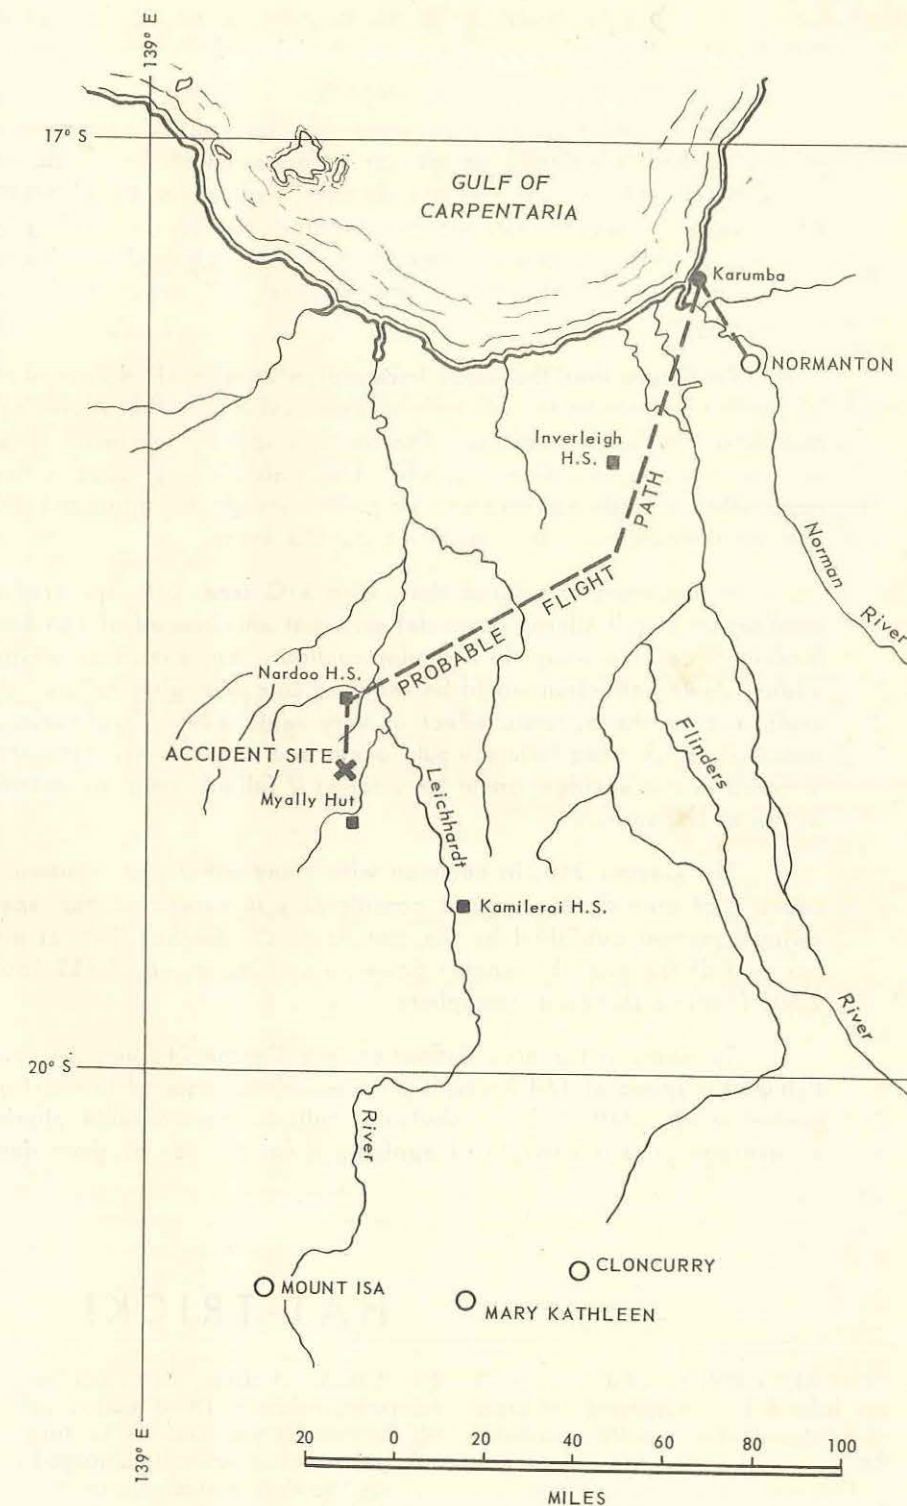 139° E
17° S
GULF OF
CARPENTARIA
Karumba
NORMANTON
Inverleigh
H.S.
PATH
FLIGHT
PROBABLE
Norman
River
Nardoo H.S.
ACCIDENT SITE
Myally Hut
Flinders
Leichhardt
Kamileroi H.S.
River
20° S
River
CLONCURRY
MOUNT ISA
MARY KATHLEEN
139° E
20 0 20 40 60 80 100
MILES